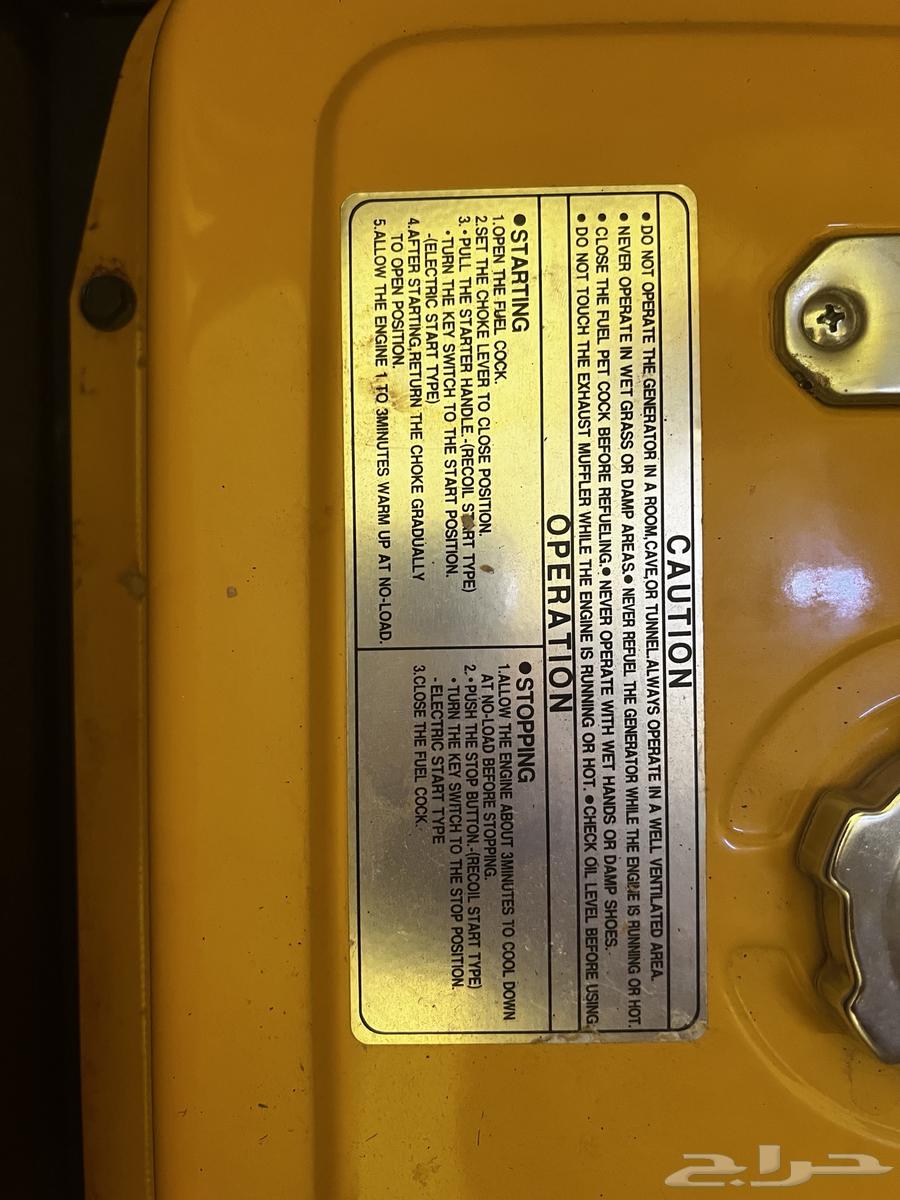 CAUTION
• DO NOT OPERATE THE GENERATOR IN A ROOM,CAVE,OR TUNNEL.ALWAYS OPERATE IN A WELL VENTILATED AREA.
• NEVER OPERATE IN WET GRASS OR DAMP AREAS.• NEVER REFUEL THE GENERATOR WHILE THE ENGINE IS RUNNING OR HOT.
• CLOSE THE FUEL PET COCK BEFORE REFUELING.• NEVER OPERATE WITH WET HANDS OR DAMP SHOES.
• DO NOT TOUCH THE EXHAUST MUFFLER WHILE THE ENGINE IS RUNNING OR HOT. •CHECK OIL LEVEL BEFORE USING
OPERATION
●STARTING
1.OPEN THE FUEL COCK.
2.SET THE CHOKE LEVER TO CLOSE POSITION.
3.•PULL THE STARTER HANDLE.-(RECOIL START TYPE)
•TURN THE KEY SWITCH TO THE START POSITION.
-(ELECTRIC START TYPE)
4.AFTER STARTING,RETURN THE CHOKE GRADUALLY
TO OPEN POSITION.
5.ALLOW THE ENGINE 1 TO 3MINUTES WARM UP AT NO-LOAD.
●STOPPING
1.ALLOW THE ENGINE ABOUT 3MINUTES TO COOL DOWN
AT NO-LOAD BEFORE STOPPING.
2.•PUSH THE STOP BUTTON.-(RECOIL START TYPE)
•TURN THE KEY SWITCH TO THE STOP POSITION.
-ELECTRIC START TYPE
3.CLOSE THE FUEL COCK.
حراج